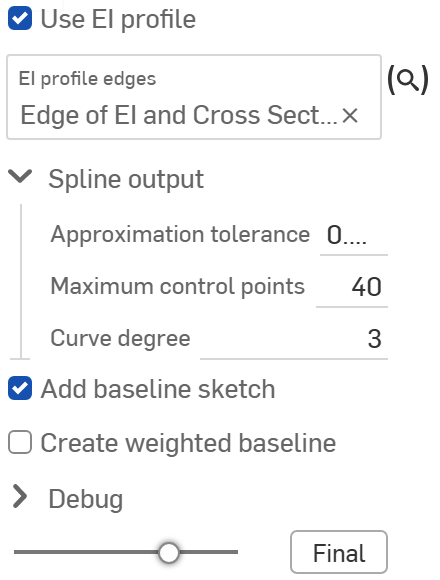 Use EI profile
EI profile edges
Edge of EI and Cross Sect...
Spline output
Approximation tolerance 0....
Maximum control points 40
Curve degree 3
Add baseline sketch
Create weighted baseline
Debug
Final